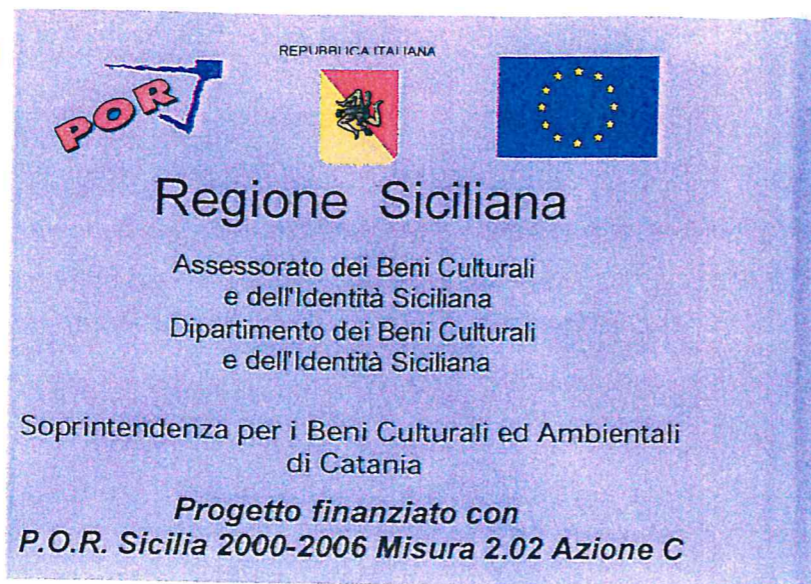 REPUBBLICA ITALIANA
POR
Regione Siciliana
Assessorato dei Beni Culturali
e dell'Identità Siciliana
Dipartimento dei Beni Culturali
e dell'Identità Siciliana
Soprintendenza per i Beni Culturali ed Ambientali
di Catania
Progetto finanziato con
P.O.R. Sicilia 2000-2006 Misura 2.02 Azione C